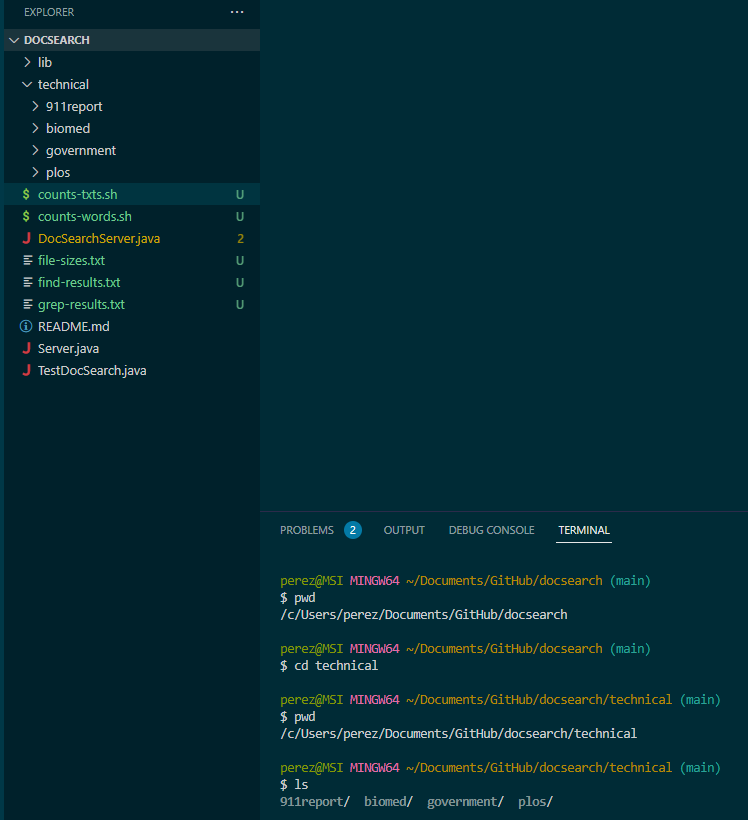 EXPLORER
...
DOCSEARCH
lib
technical
911report
biomed
government
plos
$ counts-txts.sh U
$ counts-words.sh U
J DocSearchServer.java 2
file-sizes.txt U
find-results.txt U
grep-results.txt U
README.md
J Server.java
J TestDocSearch.java
PROBLEMS 2 OUTPUT DEBUG CONSOLE TERMINAL
perez@MSI MINGW64 ~/Documents/GitHub/docsearch (main)
$ pwd
/c/Users/perez/Documents/GitHub/docsearch
perez@MSI MINGW64 ~/Documents/GitHub/docsearch (main)
$ cd technical
perez@MSI MINGW64 ~/Documents/GitHub/docsearch/technical (main)
$ pwd
/c/Users/perez/Documents/GitHub/docsearch/technical
perez@MSI MINGW64 ~/Documents/GitHub/docsearch/technical (main)
$ ls
911report/ biomed/ government/ plos/